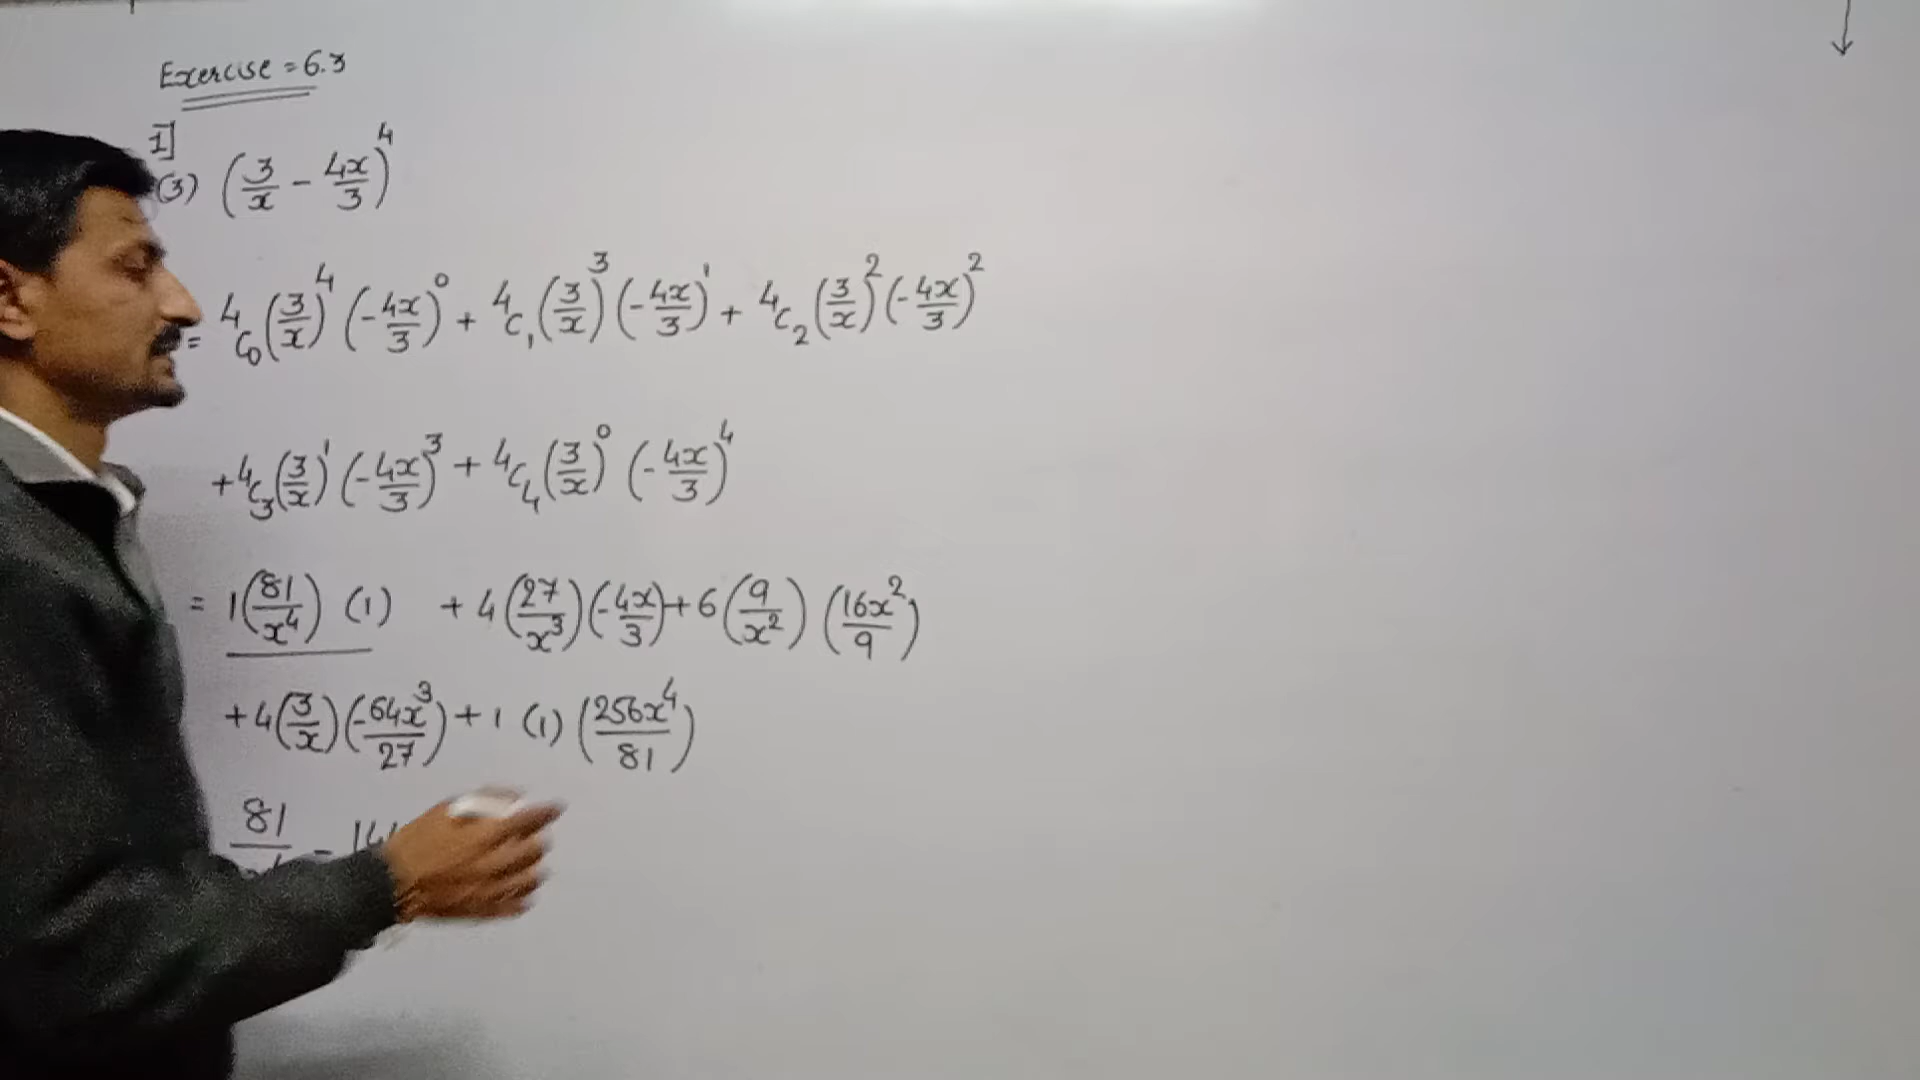 Exercise = 6.3
1]
(3) (3/x - 4x/3)^4
= 4C0 (3/x)^4 (-4x/3)^0 + 4C1 (3/x)^3 (-4x/3)^1 + 4C2 (3/x)^2 (-4x/3)^2
+ 4C3 (3/x)^1 (-4x/3)^3 + 4C4 (3/x)^0 (-4x/3)^4
= 1 (81/x^4) (1) + 4 (27/x^3) (-4x/3) + 6 (9/x^2) (16x^2/9)
+ 4 (3/x) (-64x^3/27) + 1 (1) (256x^4/81)
81 -